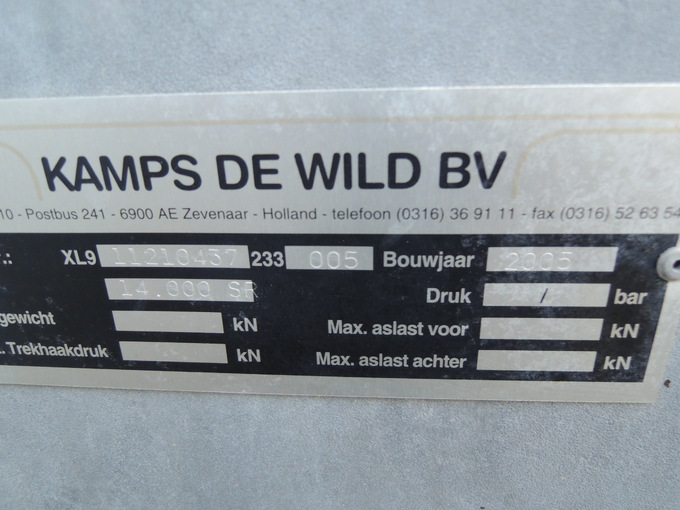 KAMPS DE WILD BV
10 - Postbus 241 - 6900 AE Zevenaar - Holland - telefoon (0316) 36 91 11 - fax (0316) 52 63 54
r.: XL9 11210437 233 005 Bouwjaar 2005
14.000 SR Druk / bar
gewicht kN Max. aslast voor kN
. Trekhaakdruk kN Max. aslast achter kN